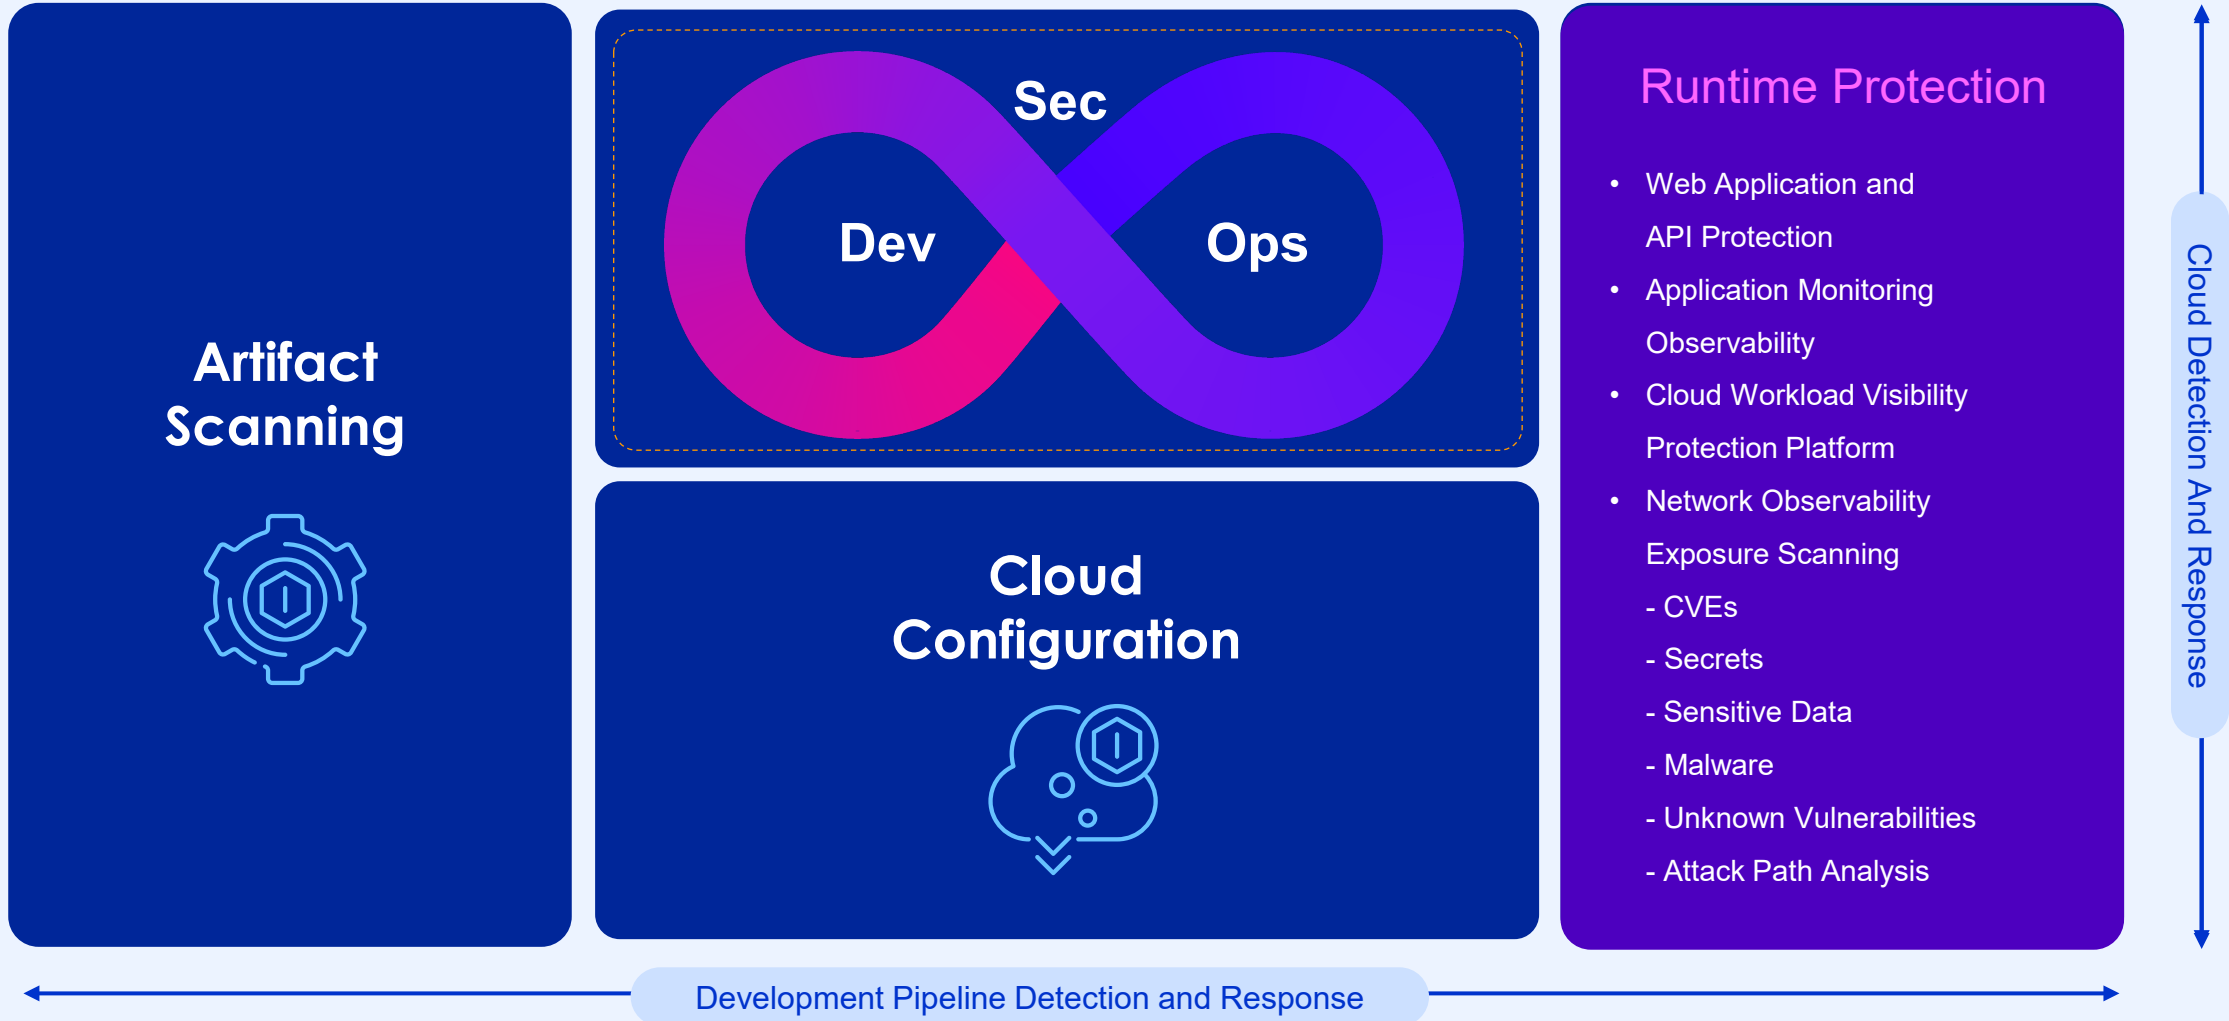 Artifact
Scanning
Sec
Dev
Ops
Cloud
Configuration
Runtime Protection
• Web Application and
API Protection
• Application Monitoring
Observability
• Cloud Workload Visibility
Protection Platform
• Network Observability
Exposure Scanning
- CVEs
- Secrets
- Sensitive Data
- Malware
- Unknown Vulnerabilities
- Attack Path Analysis
Cloud Detection And Response
Development Pipeline Detection and Response